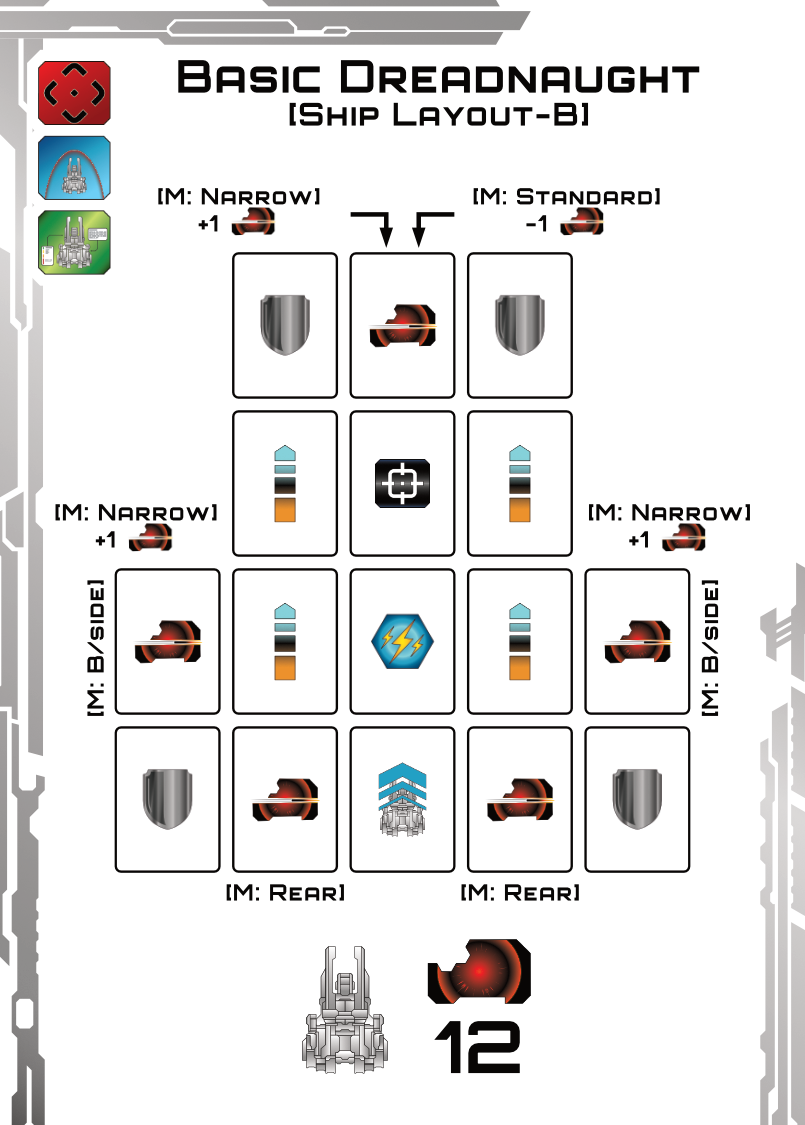 Basic Dreadnaught
[Ship Layout-B]
[M: Narrow]
+1
[M: Standard]
-1
[M: Narrow]
+1
[M: Narrow]
+1
[M: B/side]
[M: B/side]
[M: Rear]
[M: Rear]
12